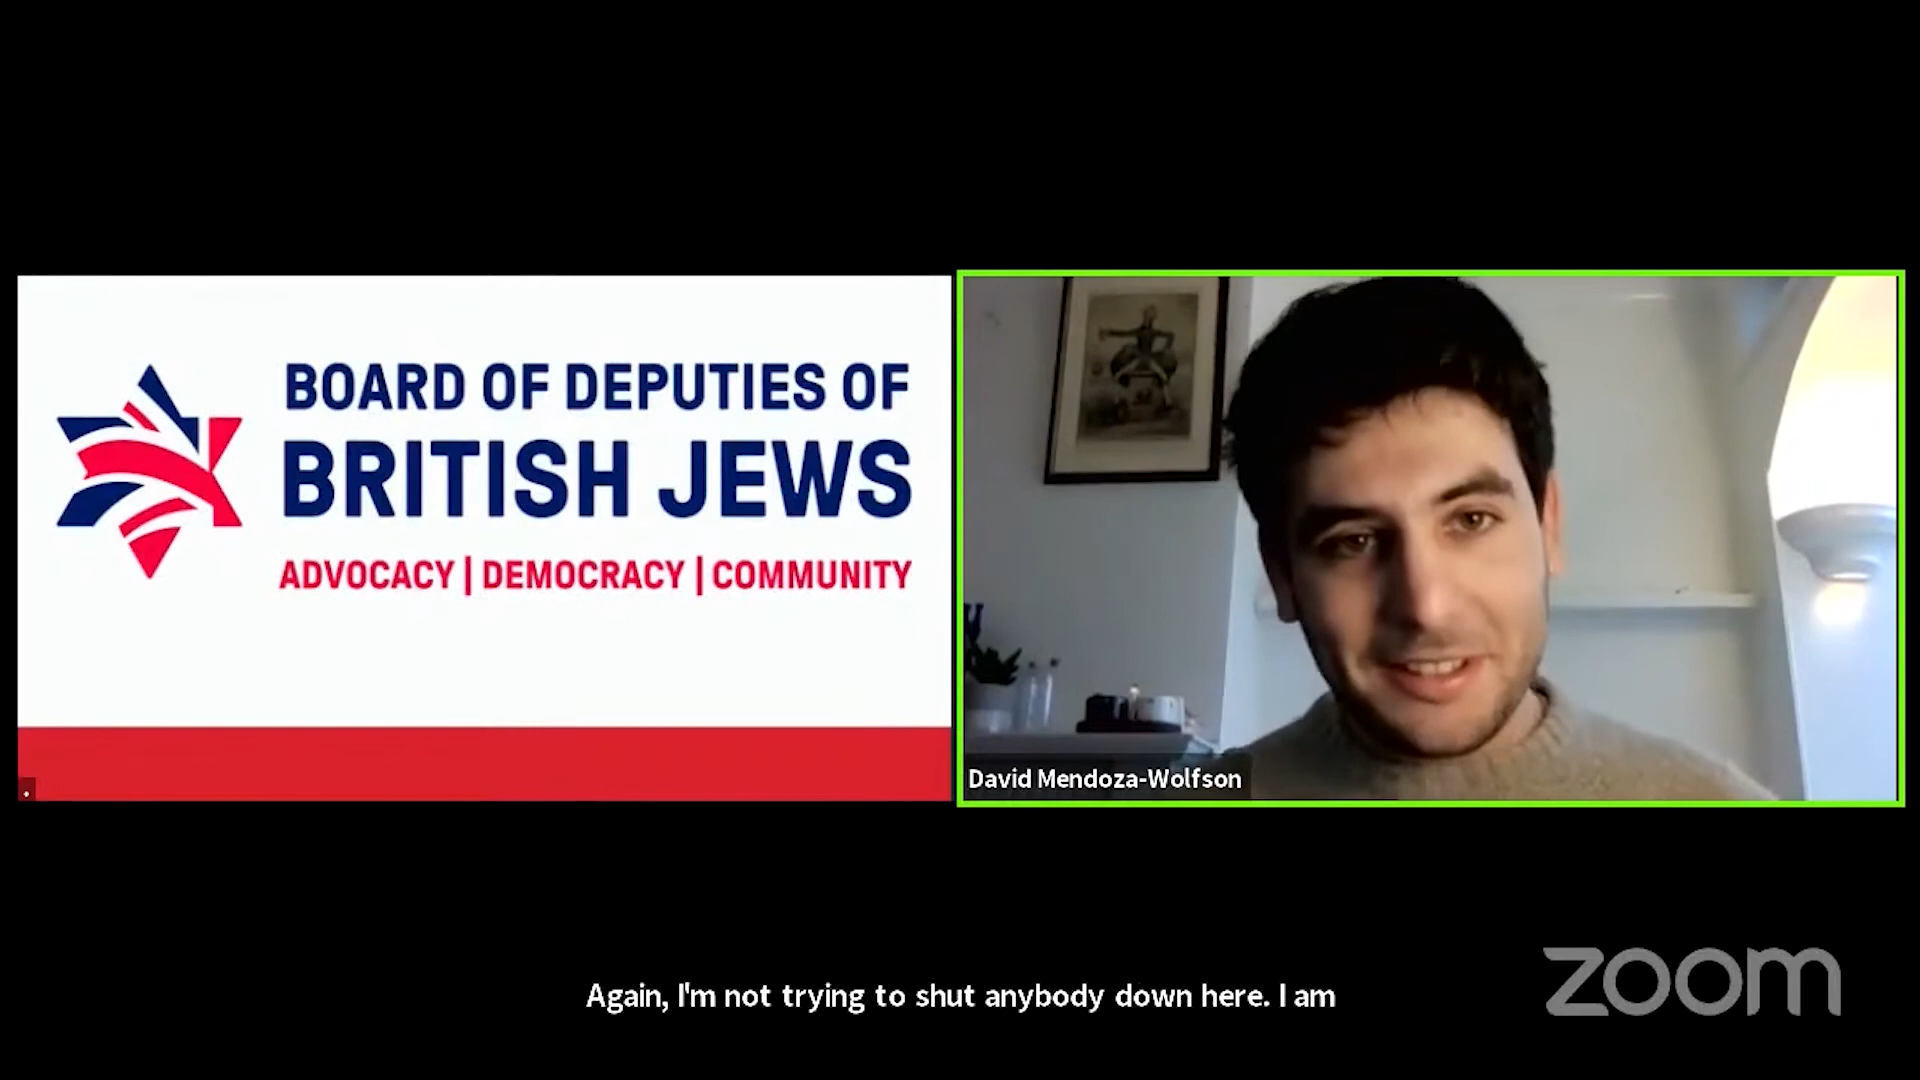 BOARD OF DEPUTIES OF
BRITISH JEWS
ADVOCACY | DEMOCRACY | COMMUNITY
David Mendoza-Wolfson
Again, I'm not trying to shut anybody down here. I am
zoom